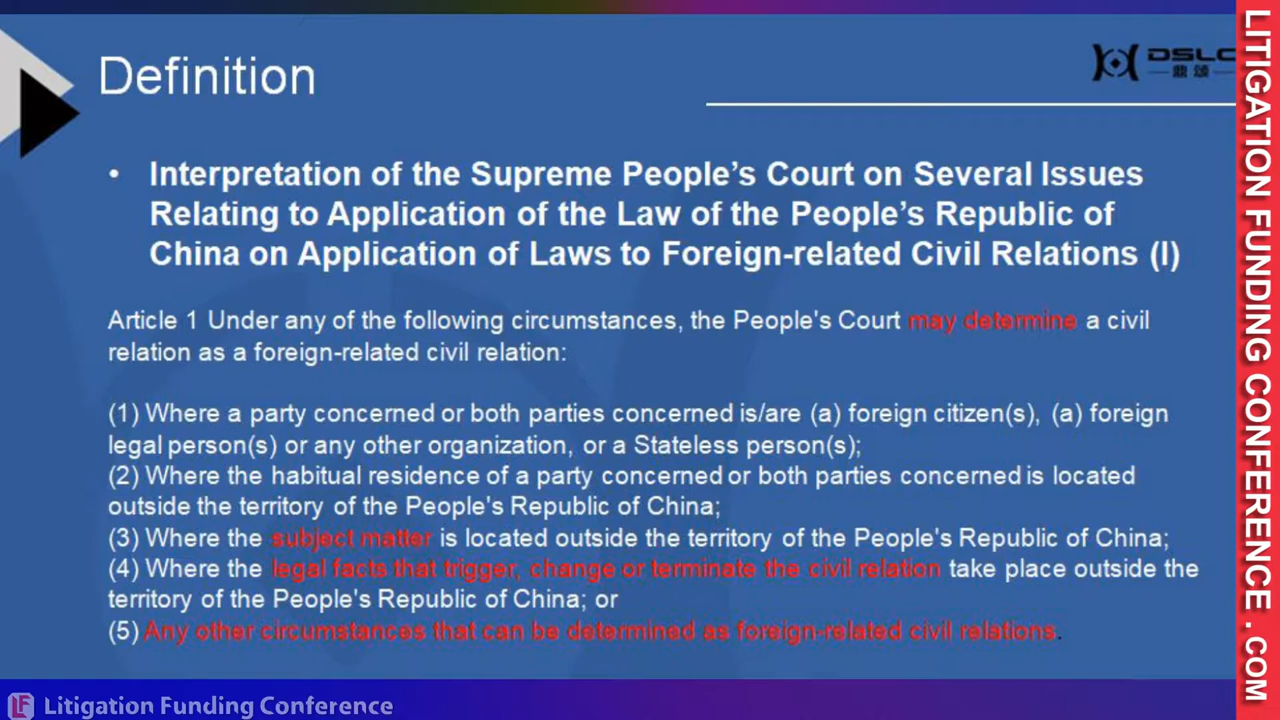 Definition
DSLC
鼎颂
• Interpretation of the Supreme People’s Court on Several Issues
Relating to Application of the Law of the People’s Republic of
China on Application of Laws to Foreign-related Civil Relations (I)
Article 1 Under any of the following circumstances, the People's Court may determine a civil
relation as a foreign-related civil relation:
(1) Where a party concerned or both parties concerned is/are (a) foreign citizen(s), (a) foreign
legal person(s) or any other organization, or a Stateless person(s);
(2) Where the habitual residence of a party concerned or both parties concerned is located
outside the territory of the People's Republic of China;
(3) Where the subject matter is located outside the territory of the People's Republic of China;
(4) Where the legal facts that trigger, change or terminate the civil relation take place outside the
territory of the People's Republic of China; or
(5) Any other circumstances that can be determined as foreign-related civil relations.
LF Litigation Funding Conference
LITIGATION FUNDING CONFERENCE.COM